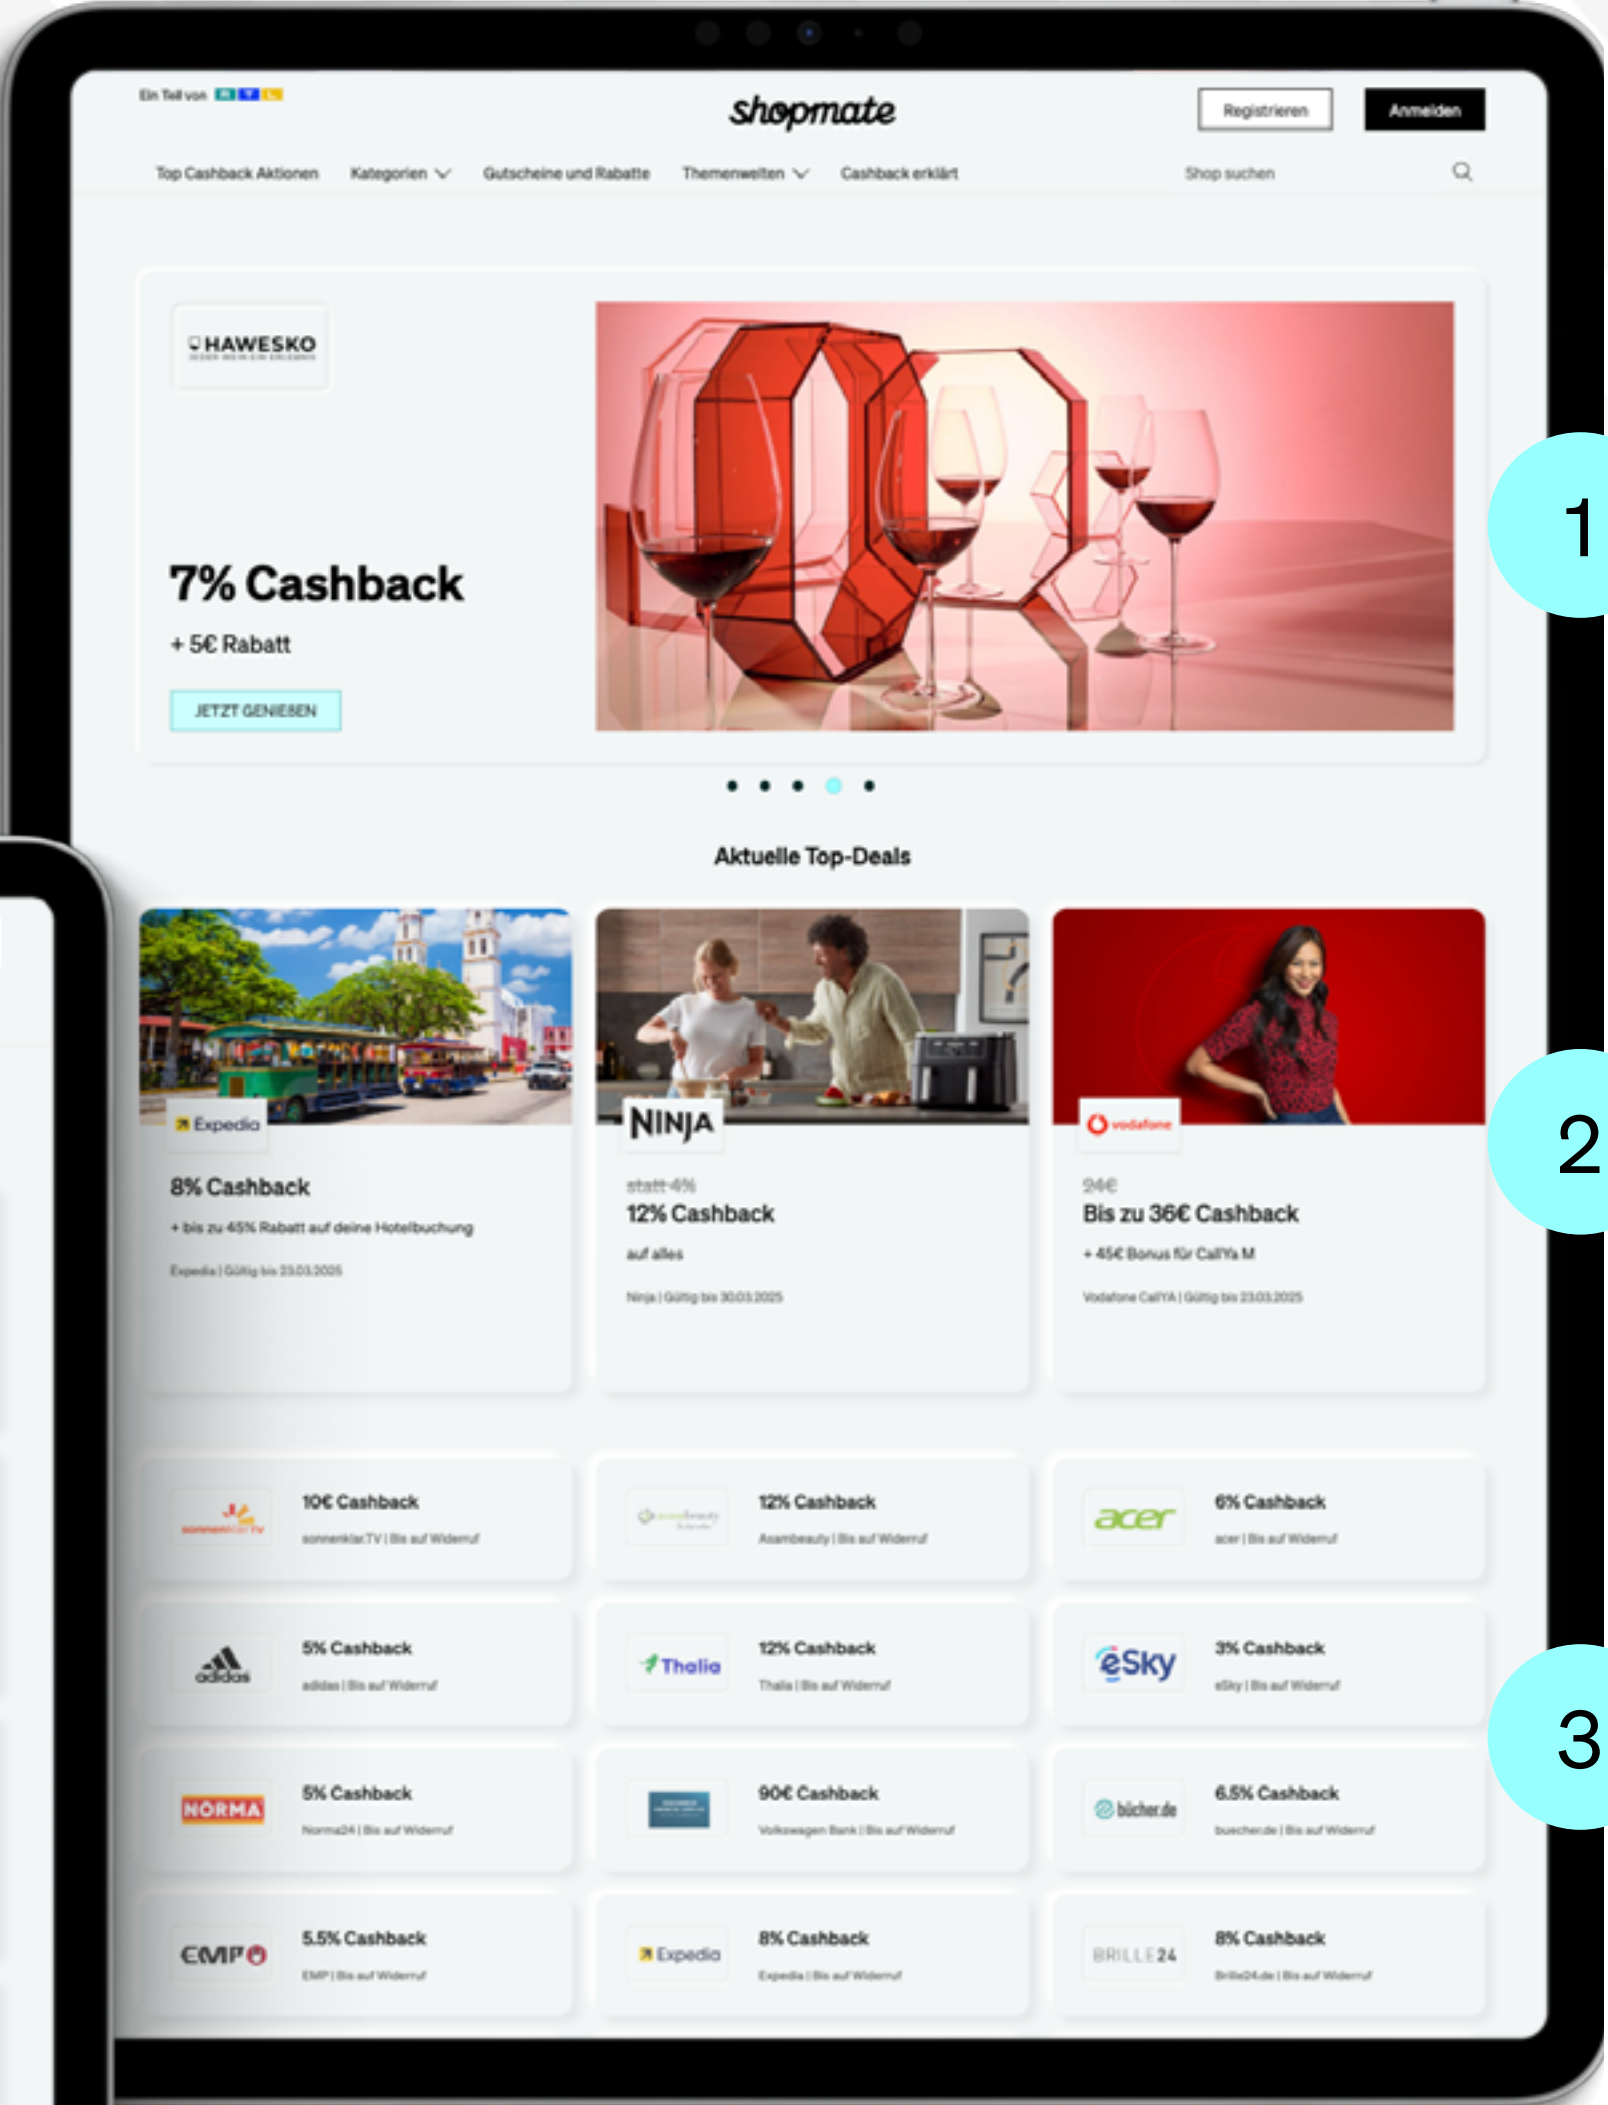 Ein Teil von RTL
shopmate
Registrieren
Anmelden
Top Cashback Aktionen
Kategorien
Gutscheine und Rabatte
Themenwelten
Cashback erklärt
Shop suchen
HAWESKO
JEDER WEIN EIN ERLEBNIS
7% Cashback
+ 5€ Rabatt
JETZT GENIEßEN
1
Aktuelle Top-Deals
Expedia
8% Cashback
+ bis zu 45% Rabatt auf deine Hotelbuchung
Expedia | Gültig bis 23.03.2025
NINJA
statt 4%
12% Cashback
auf alles
Ninja | Gültig bis 30.03.2025
vodafone
24€
Bis zu 36€ Cashback
+ 45€ Bonus für CallYa M
Vodafone CallYA | Gültig bis 23.03.2025
2
sonnenklar.TV
10€ Cashback
sonnenklar.TV | Bis auf Widerruf
asambeauty
12% Cashback
Asambeauty | Bis auf Widerruf
acer
6% Cashback
acer | Bis auf Widerruf
adidas
5% Cashback
adidas | Bis auf Widerruf
Thalia
12% Cashback
Thalia | Bis auf Widerruf
eSky
3% Cashback
eSky | Bis auf Widerruf
3
NORMA
5% Cashback
Norma24 | Bis auf Widerruf
90€ Cashback
Volkswagen Bank | Bis auf Widerruf
bücher.de
6.5% Cashback
buecher.de | Bis auf Widerruf
EMP
5.5% Cashback
EMP | Bis auf Widerruf
Expedia
8% Cashback
Expedia | Bis auf Widerruf
BRILLE24
8% Cashback
Brille24.de | Bis auf Widerruf